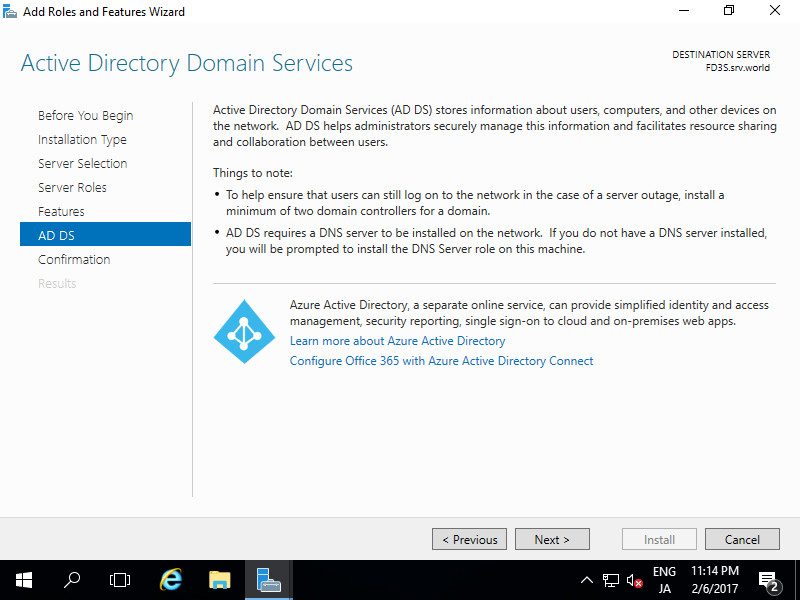 Add Roles and Features Wizard
Active Directory Domain Services
DESTINATION SERVER
FD3S.srv.world
Before You Begin
Installation Type
Server Selection
Server Roles
Features
AD DS
Confirmation
Results
Active Directory Domain Services (AD DS) stores information about users, computers, and other devices on
the network. AD DS helps administrators securely manage this information and facilitates resource sharing
and collaboration between users.
Things to note:
• To help ensure that users can still log on to the network in the case of a server outage, install a
minimum of two domain controllers for a domain.
• AD DS requires a DNS server to be installed on the network. If you do not have a DNS server installed,
you will be prompted to install the DNS Server role on this machine.
Azure Active Directory, a separate online service, can provide simplified identity and access
management, security reporting, single sign-on to cloud and on-premises web apps.
Learn more about Azure Active Directory
Configure Office 365 with Azure Active Directory Connect
< Previous
Next >
Install
Cancel
ENG
JA
11:14 PM
2/6/2017
2